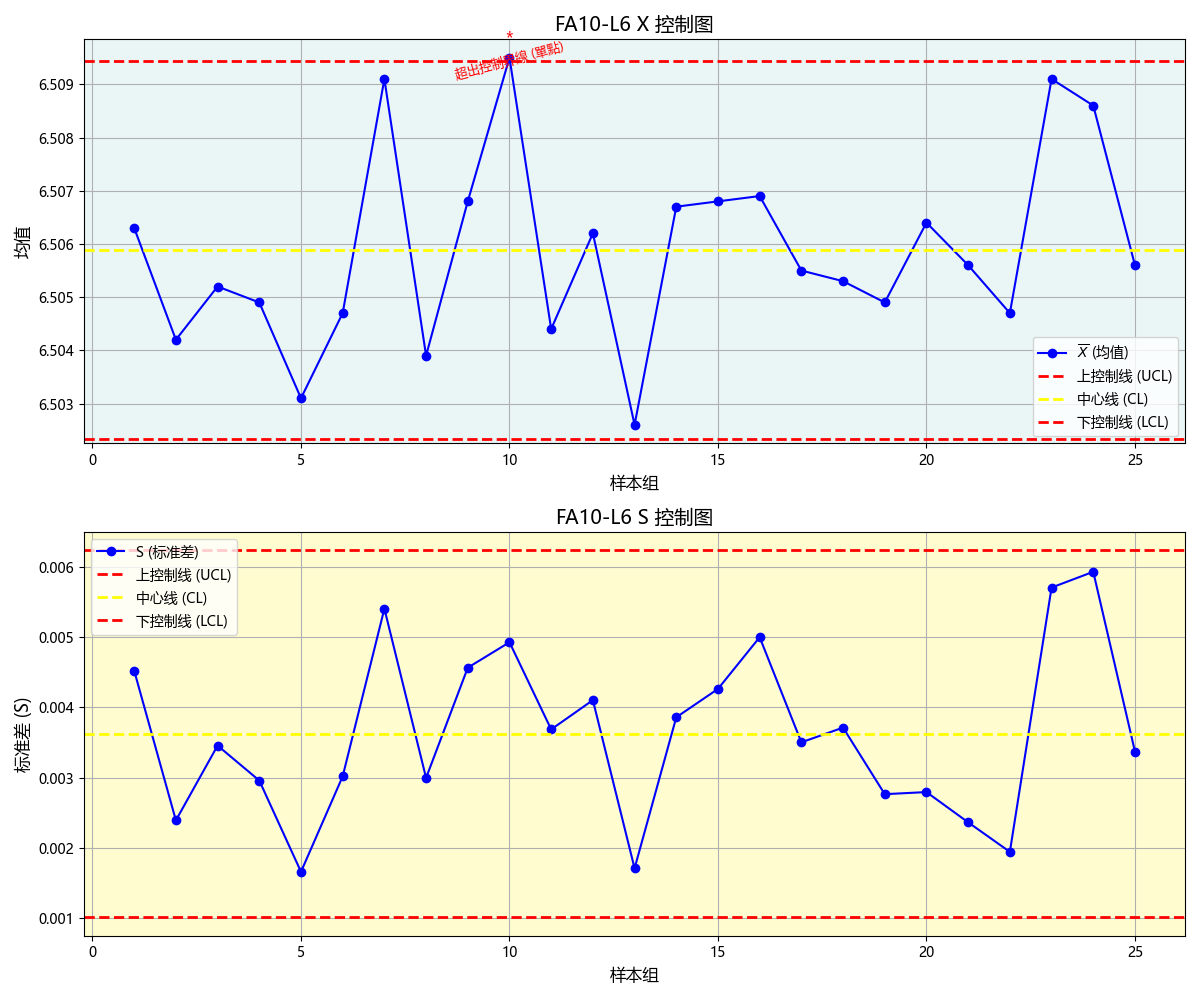 FA10-L6 X 控制图
*
超出控制界線 (單點)
均值
6.509
6.508
6.507
6.506
6.505
6.504
6.503
X (均值)
上控制线 (UCL)
中心线 (CL)
下控制线 (LCL)
0 5 10 15 20 25
样本组
FA10-L6 S 控制图
标准差 (S)
0.006
0.005
0.004
0.003
0.002
0.001
S (标准差)
上控制线 (UCL)
中心线 (CL)
下控制线 (LCL)
0 5 10 15 20 25
样本组